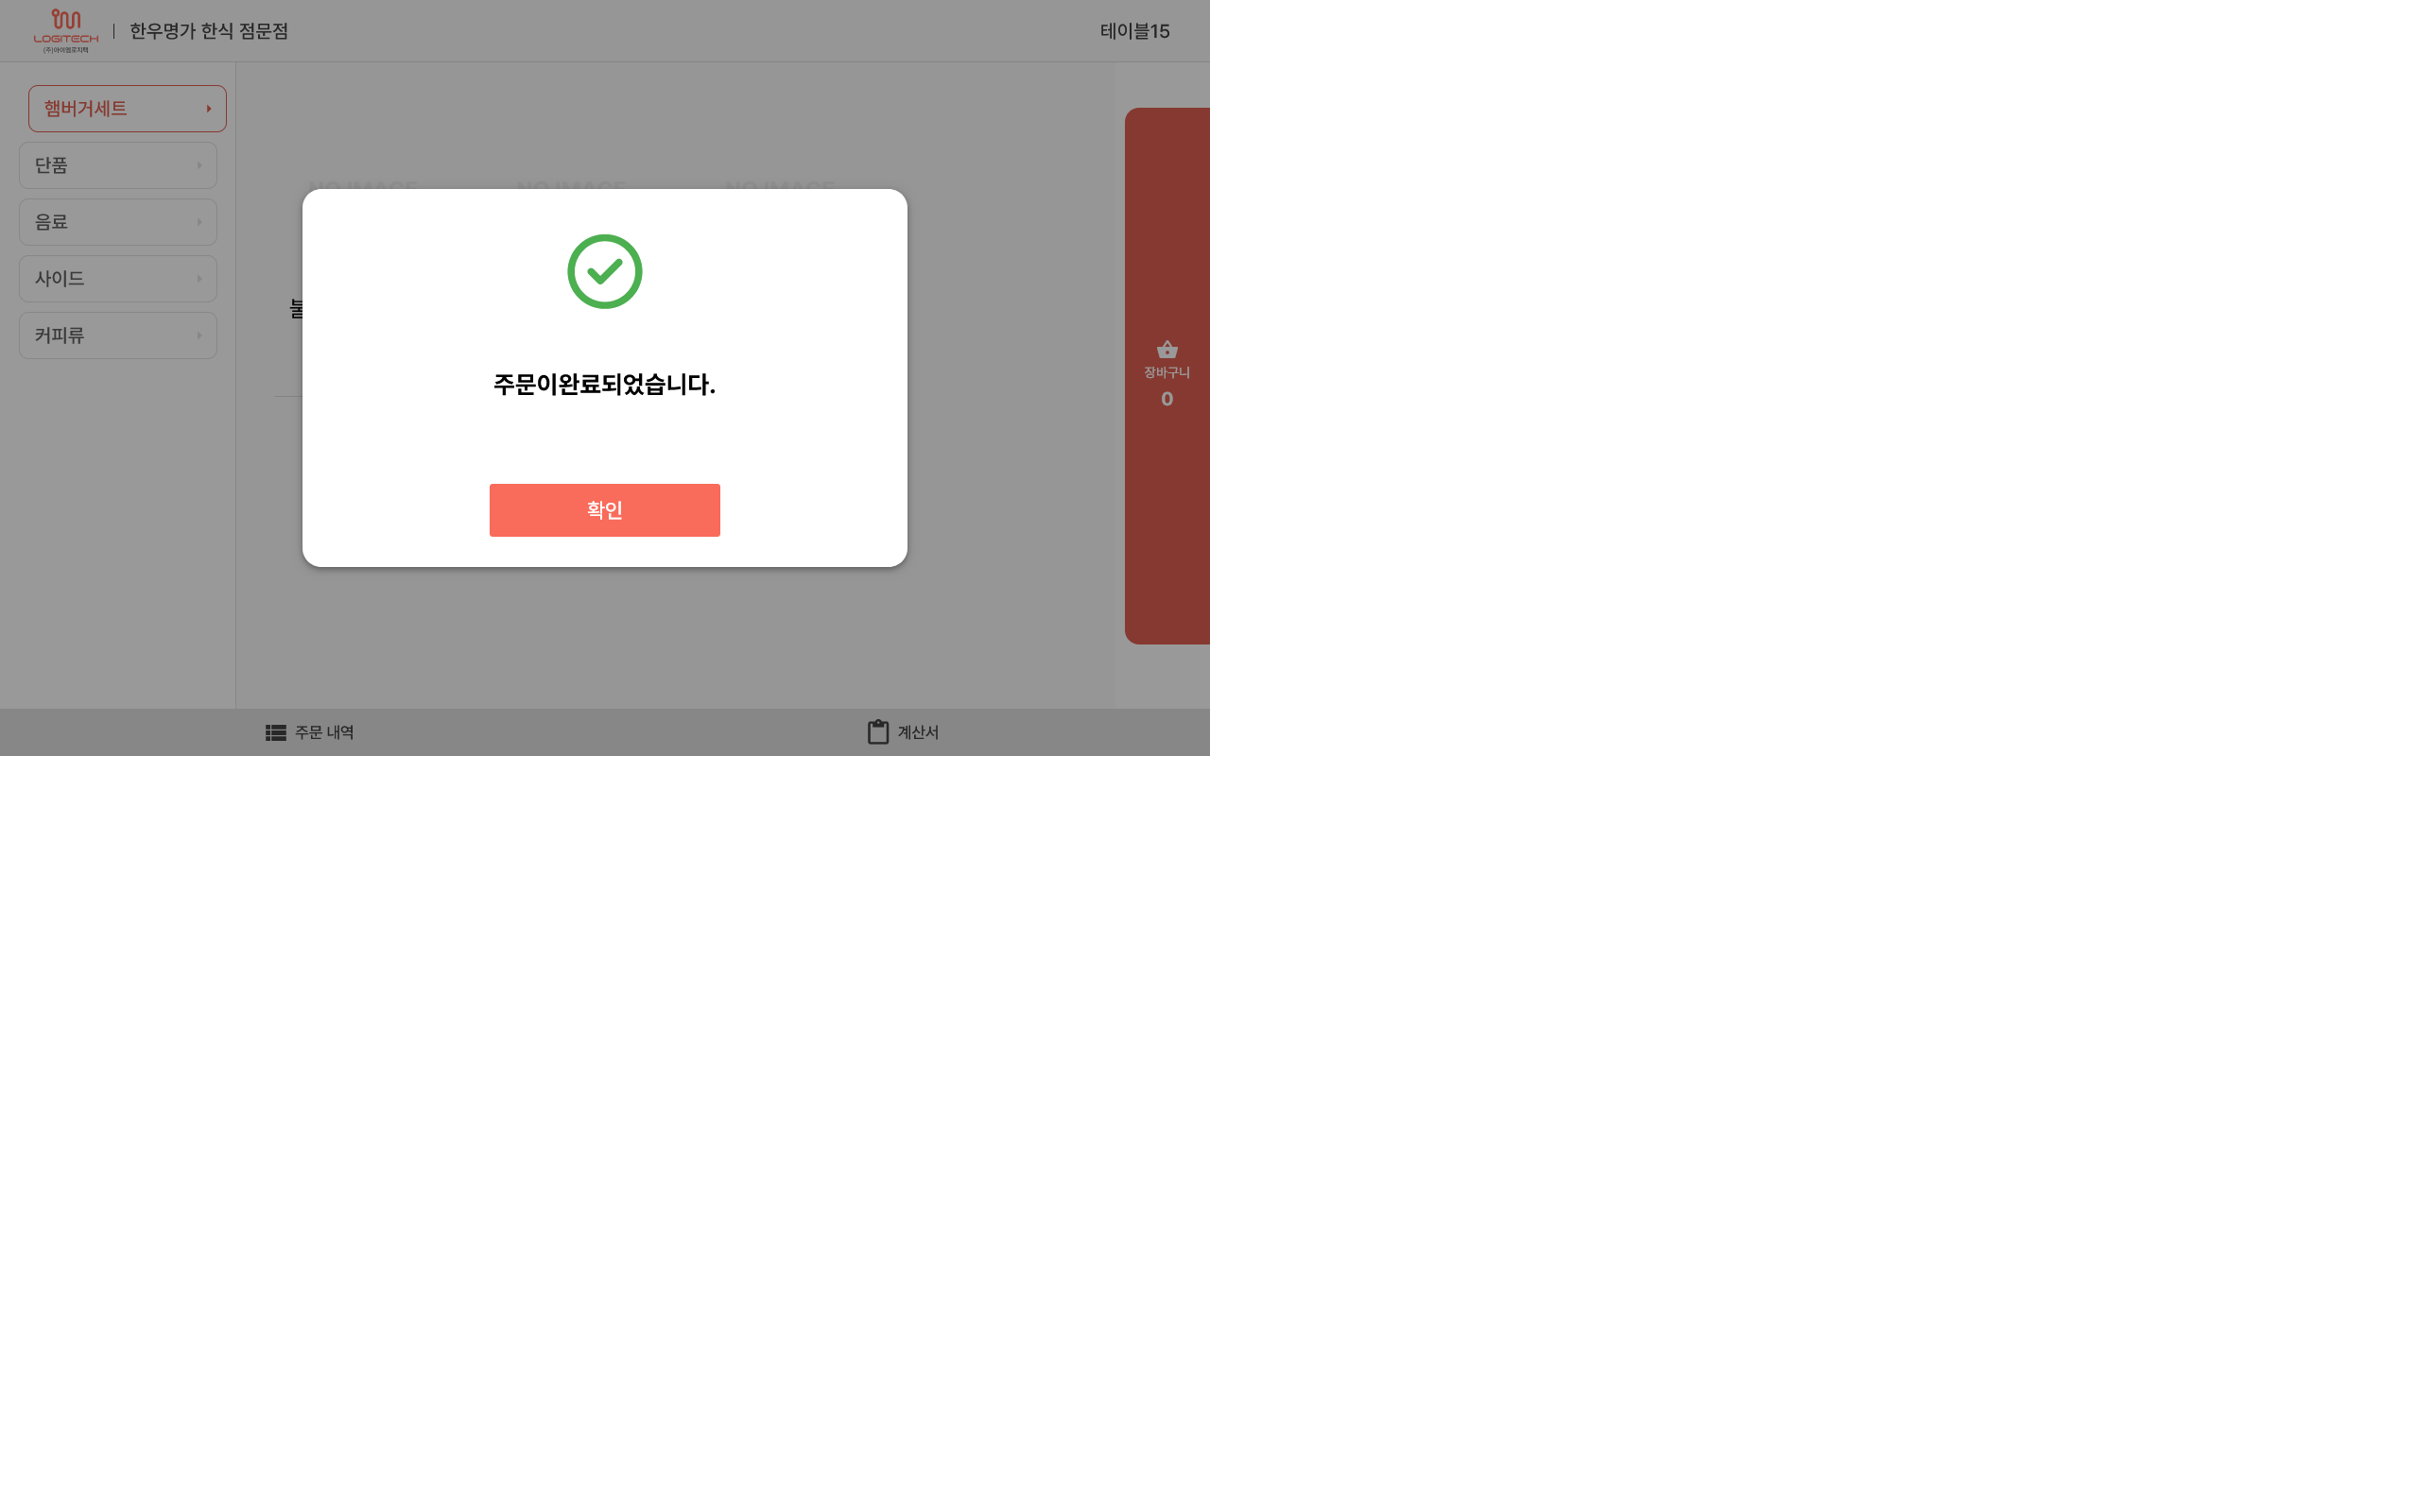 LOGITECH
(주)아이엠로지텍
한우명가 한식 점문점
테이블15
햄버거세트
단품
음료
사이드
커피류
NO IMAGE
NO IMAGE
NO IMAGE
주문이완료되었습니다.
확인
장바구니
0
주문 내역
계산서